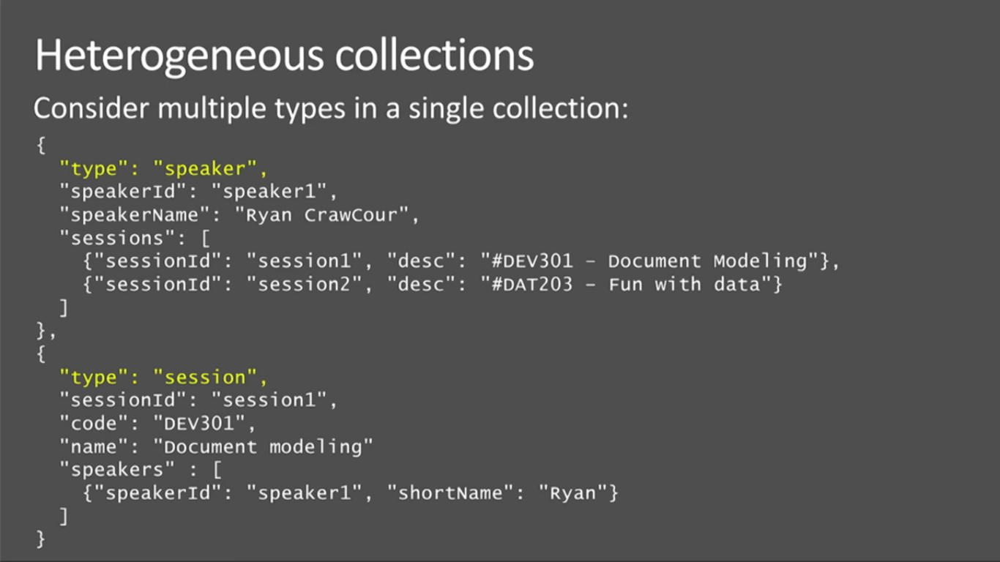 Heterogeneous collections
Consider multiple types in a single collection:
{
  "type": "speaker",
  "speakerId": "speaker1",
  "speakerName": "Ryan CrawCour",
  "sessions": [
    {"sessionId": "session1", "desc": "#DEV301 – Document Modeling"},
    {"sessionId": "session2", "desc": "#DAT203 – Fun with data"}
  ]
},
{
  "type": "session",
  "sessionId": "session1",
  "code": "DEV301",
  "name": "Document modeling"
  "speakers" : [
    {"speakerId": "speaker1", "shortName": "Ryan"}
  ]
}